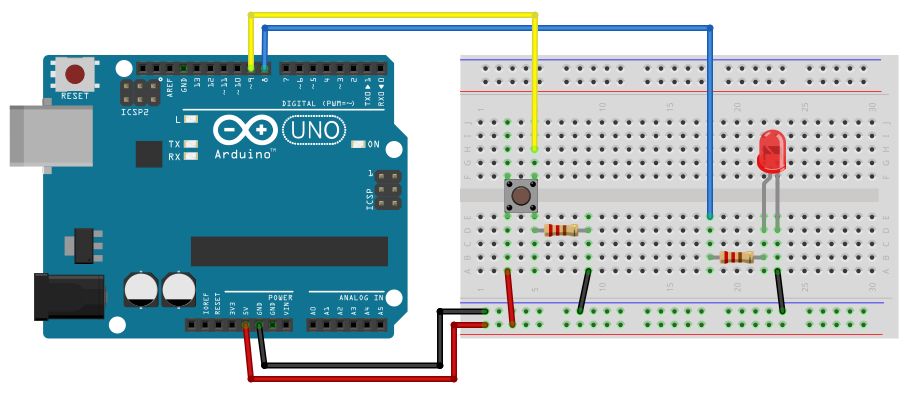 RESET
ICSP2
AREF
GND
13
12
~11
~10
~9
8
7
~6
~5
4
~3
2
TX0▶1
RX0◀0
DIGITAL (PWM=~)
L
TX
RX
UNO
Arduino™
ON
1
ICSP
POWER
ANALOG IN
IOREF
RESET
3V3
5V
GND
GND
VIN
A0
A1
A2
A3
A4
A5
1
5
10
15
20
25
30
J
I
H
G
F
E
D
C
B
A
J
I
H
G
F
E
D
C
B
A
1
5
10
15
20
25
30